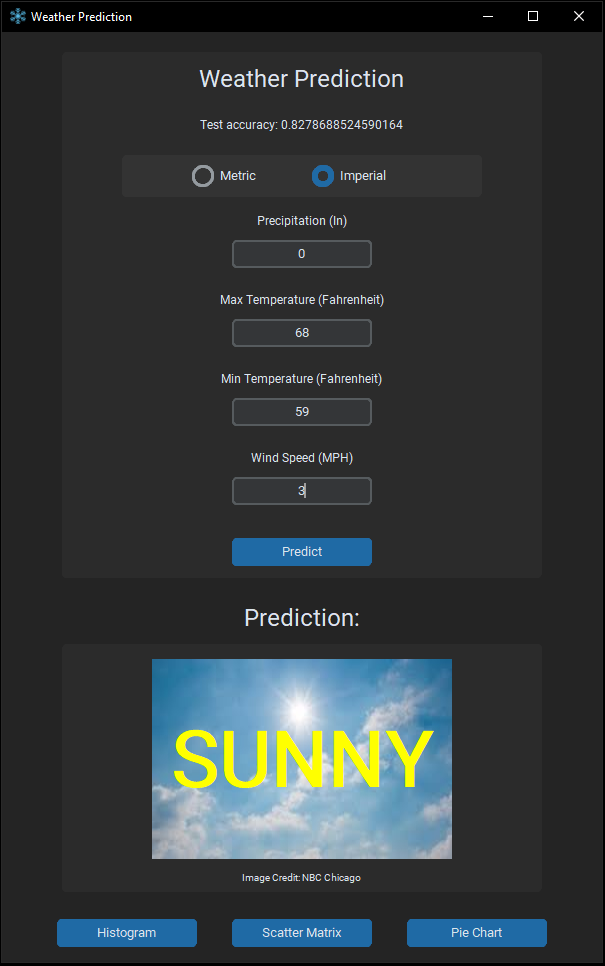 Weather Prediction
Weather Prediction
Test accuracy: 0.8278688524590164
Metric Imperial
Precipitation (In)
0
Max Temperature (Fahrenheit)
68
Min Temperature (Fahrenheit)
59
Wind Speed (MPH)
3
Predict
Prediction:
SUNNY
Image Credit: NBC Chicago
Histogram Scatter Matrix Pie Chart